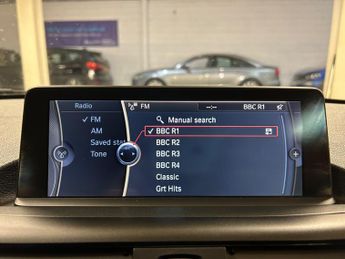 Radio
FM
--:--
BBC R1
✓ FM
AM
Saved stat
Tone
Manual search
✓ BBC R1
BBC R2
BBC R3
BBC R4
Classic
Grt Hits